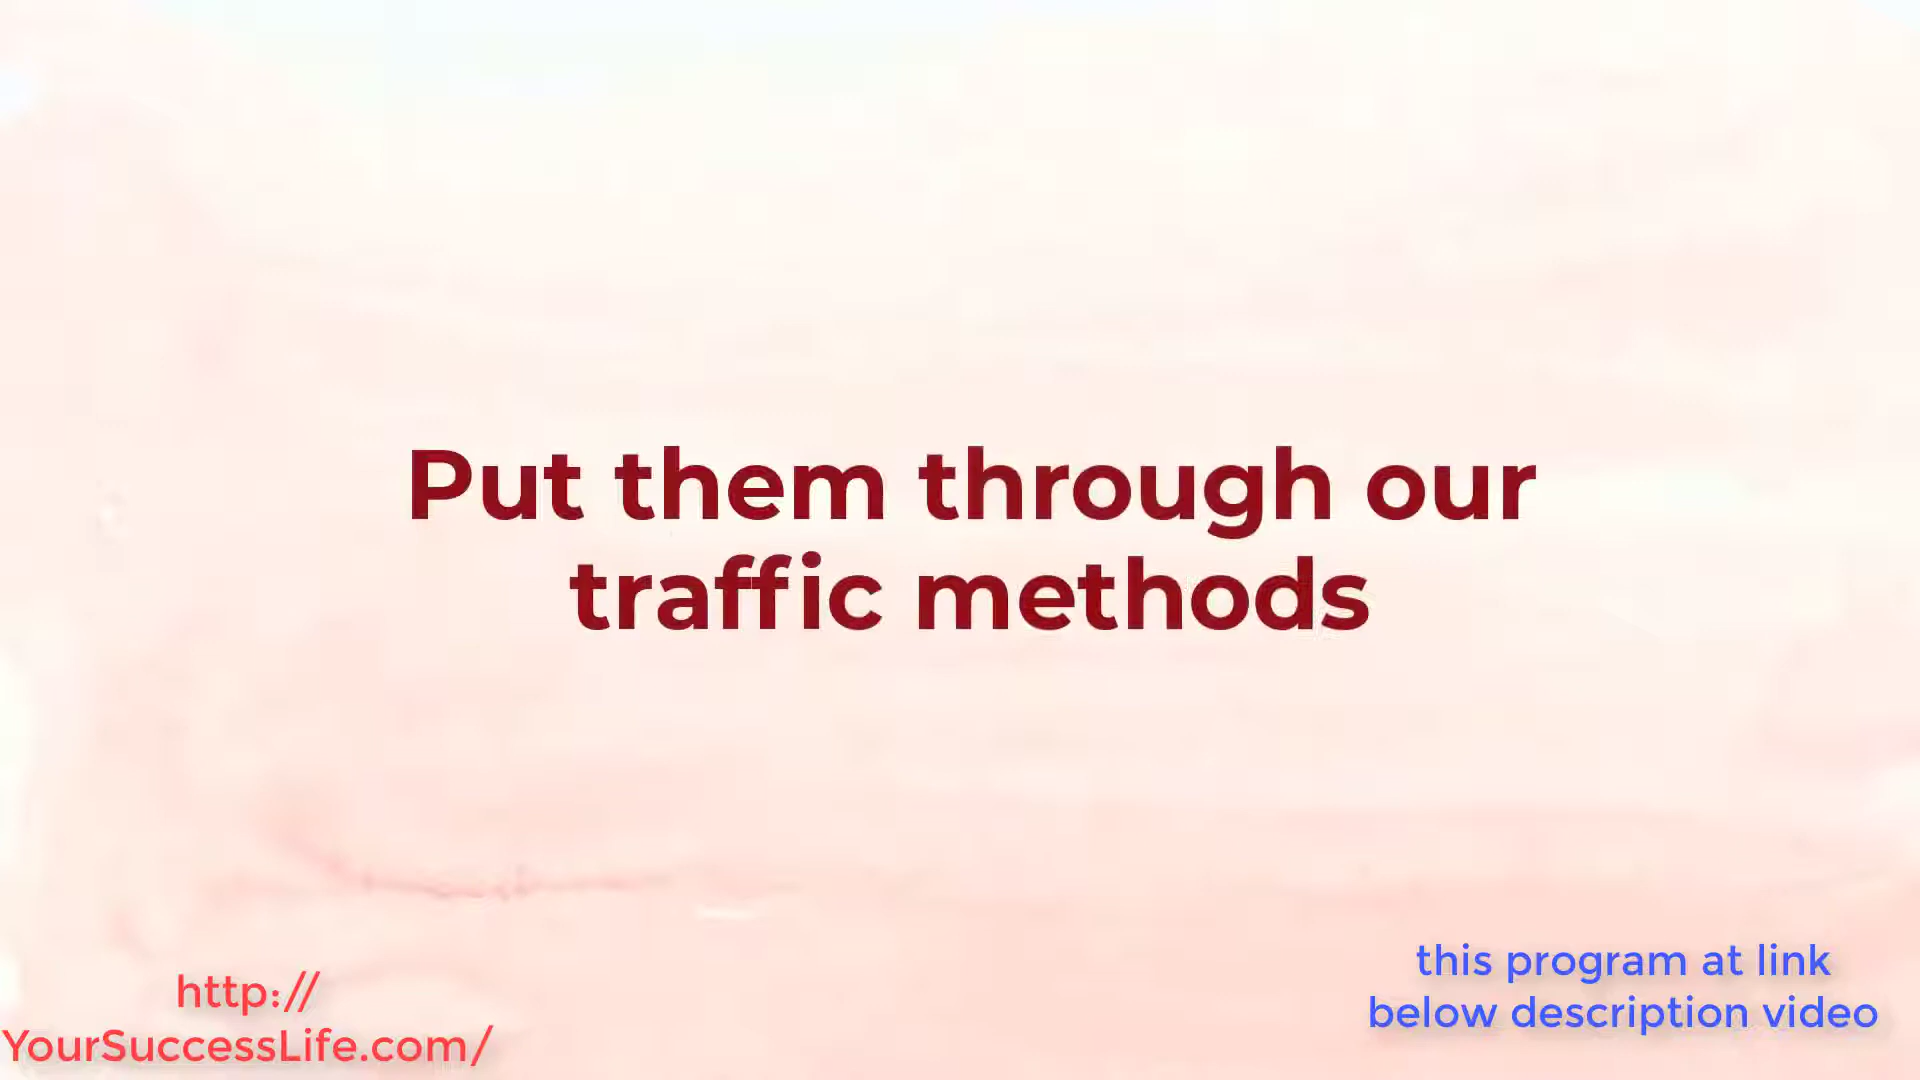 Put them through our
traffic methods
http://
YourSuccessLife.com/
this program at link
below description video